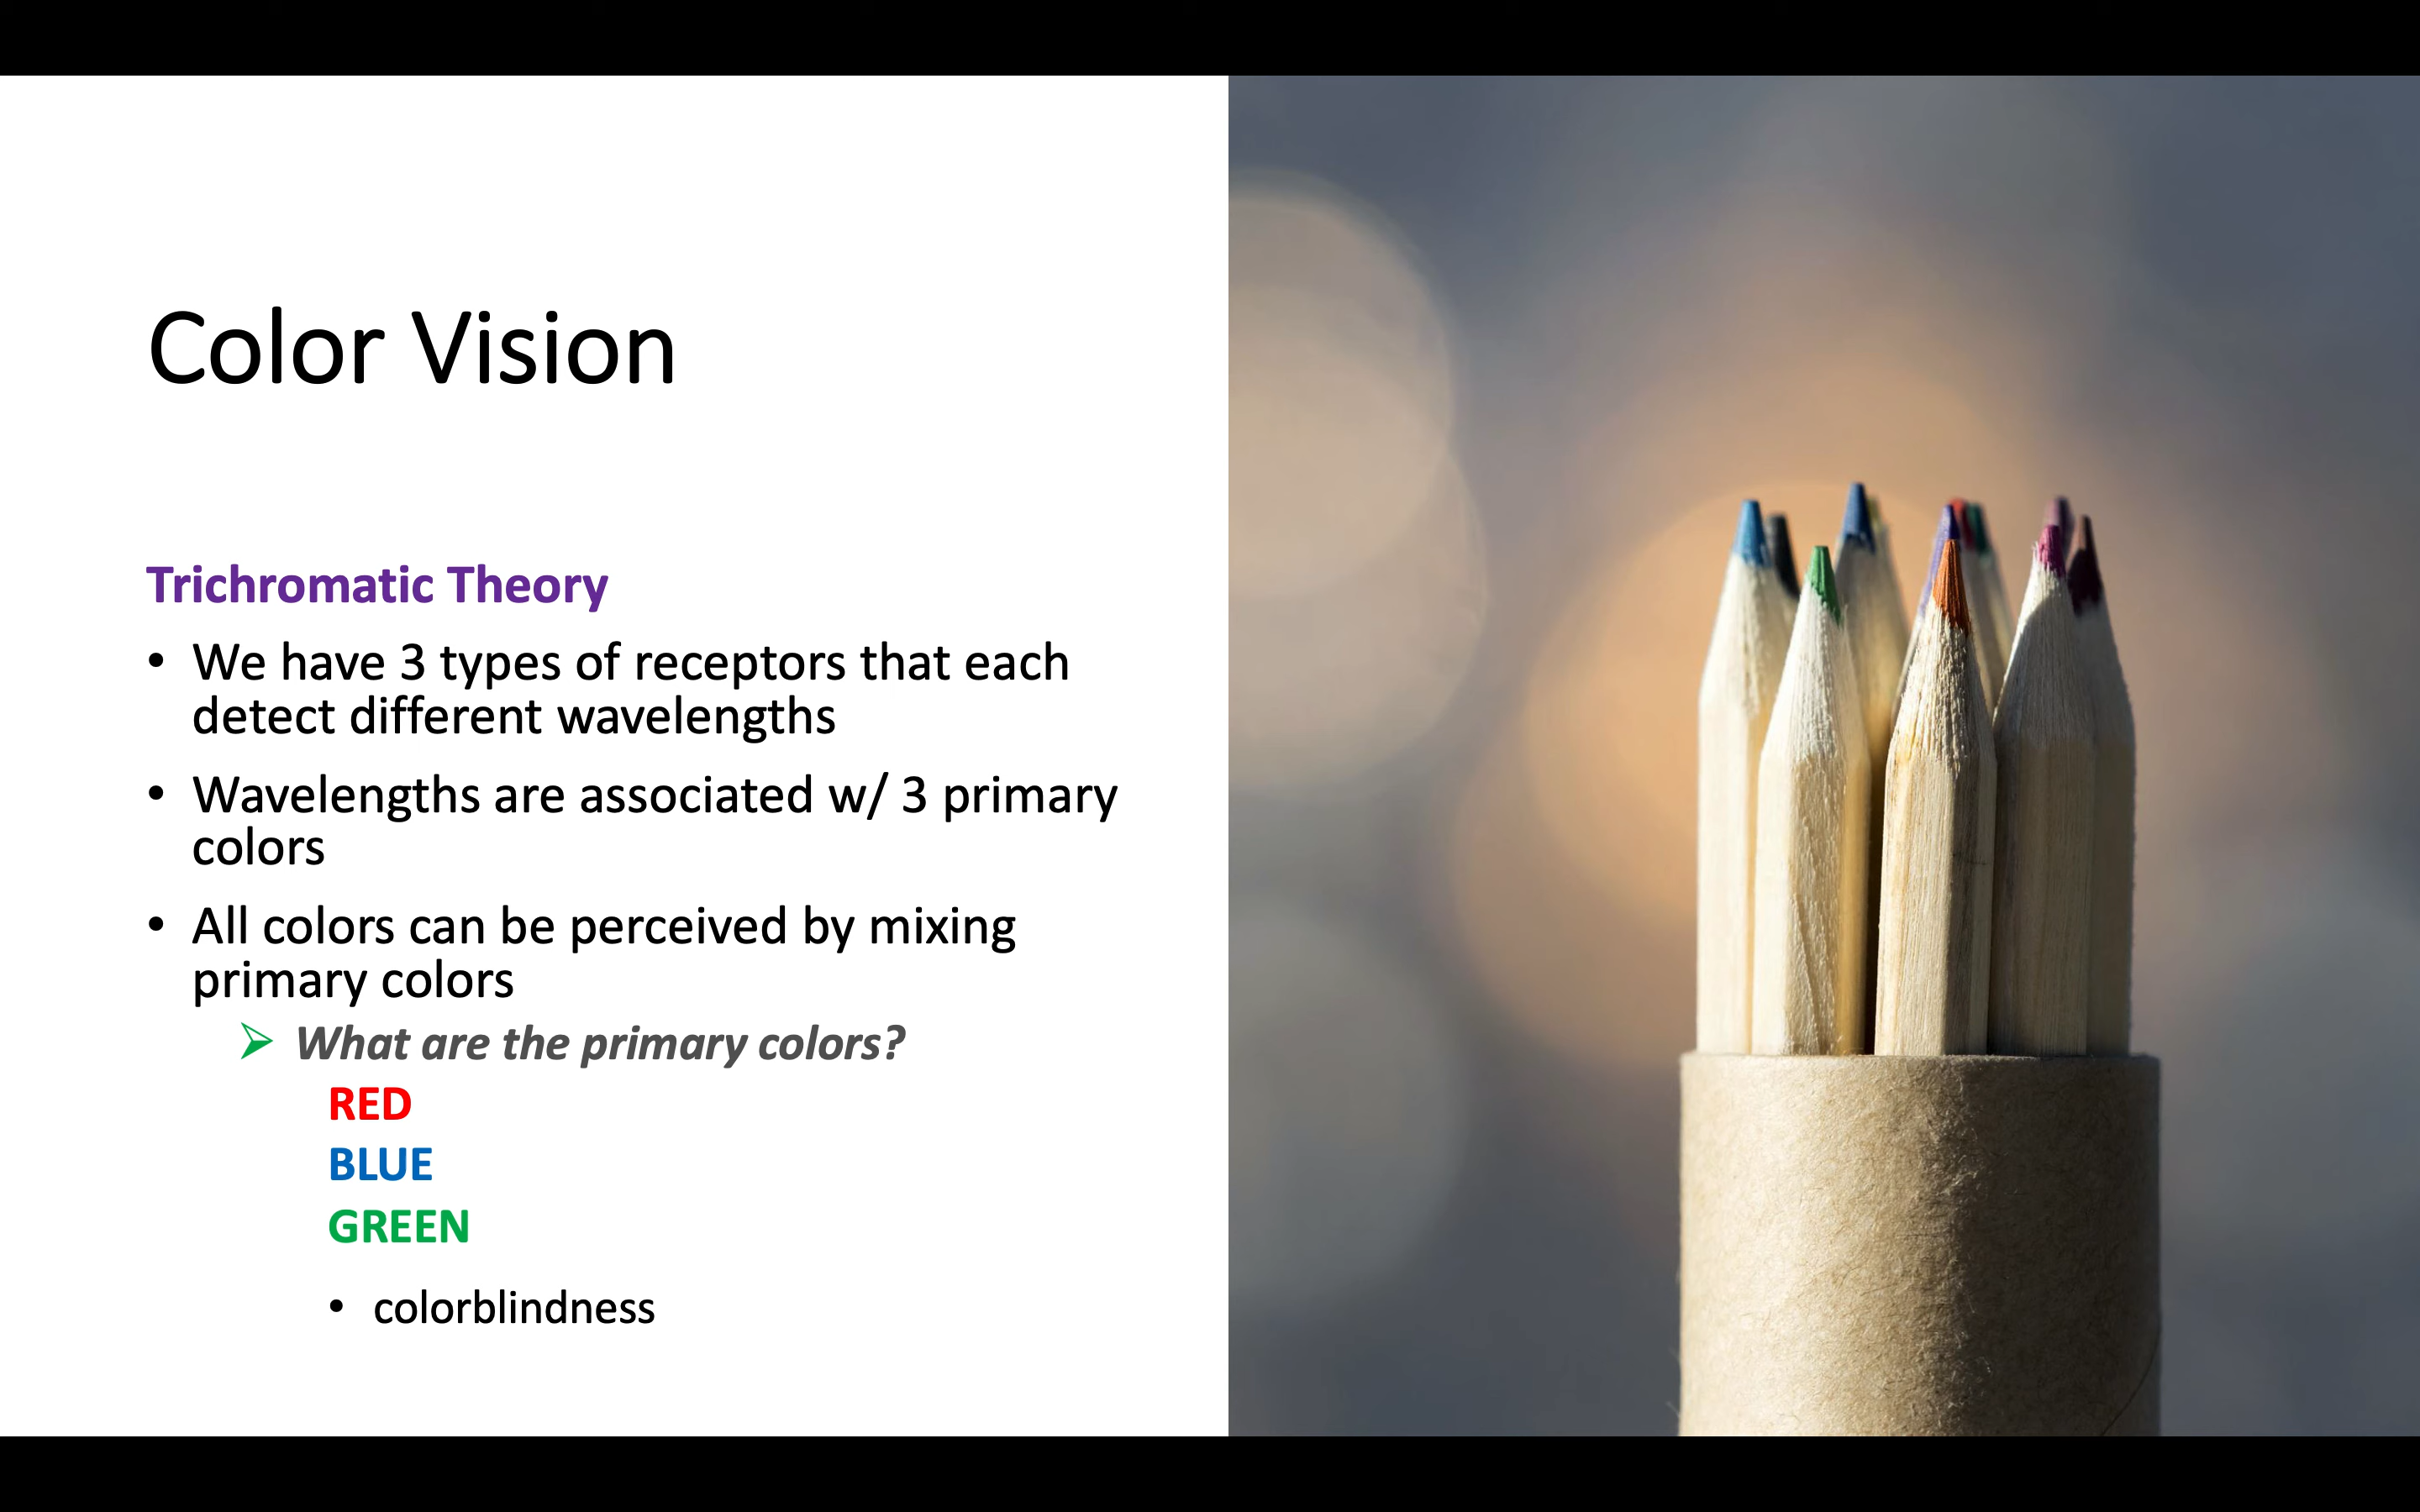 Color Vision
Trichromatic Theory
• We have 3 types of receptors that each
detect different wavelengths
• Wavelengths are associated w/ 3 primary
colors
• All colors can be perceived by mixing
primary colors
➢ What are the primary colors?
RED
BLUE
GREEN
• colorblindness